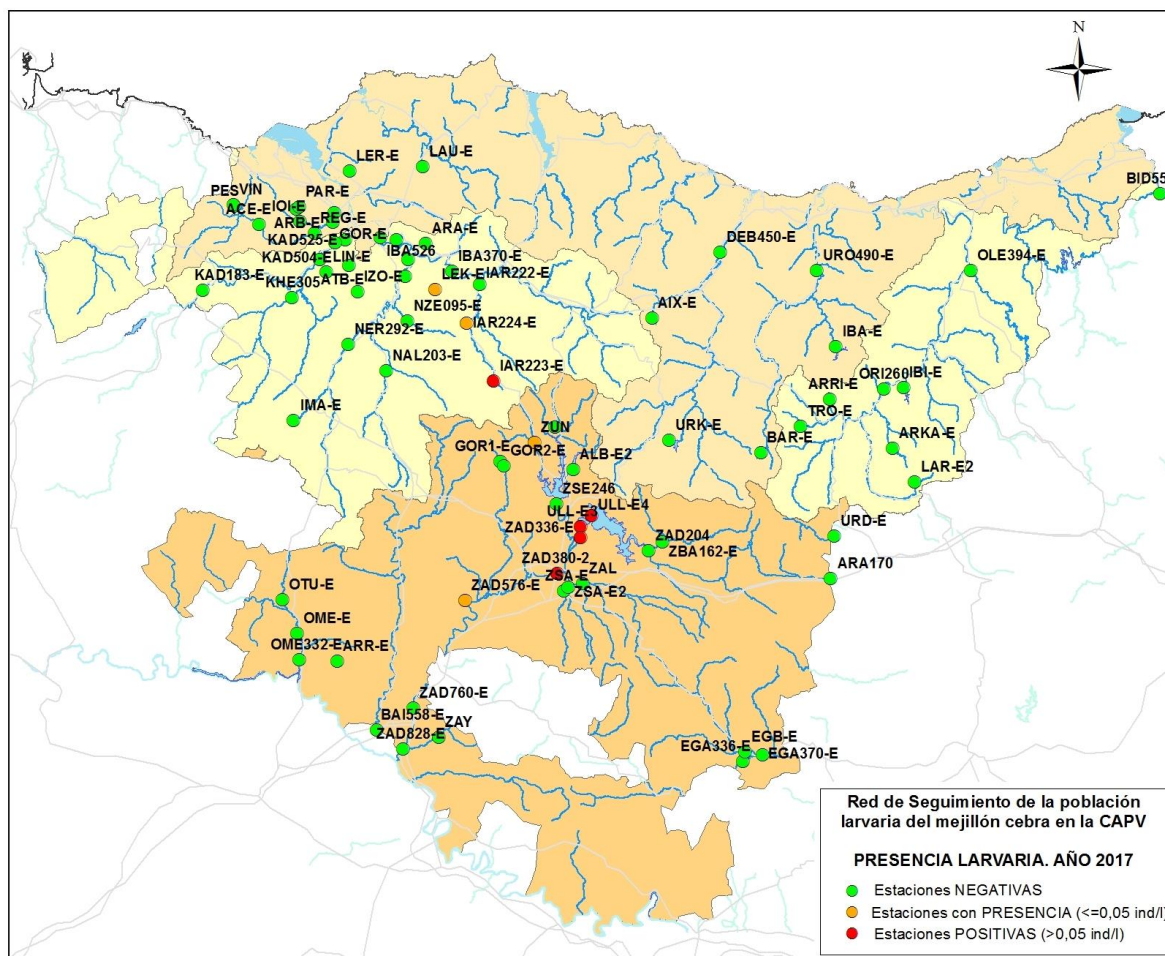 N
LER-E
LAU-E
PES
VIN
PAR-E
ACE-E
IOI-E
REG-E
ARB-E
GOR-E
ARA-E
KAD525-E
IBA526
KAD504-E
LIN-E
IBA370-E
KAD183-E
KHE305
ATB-E
IZO-E
LEK-E
IAR222-E
NZE095-E
IAR224-E
NER292-E
NAL203-E
IAR223-E
IMA-E
BID555
DEB450-E
URO490-E
OLE394-E
AIX-E
IBA-E
ARRI-E
ORI260
IBI-E
TRO-E
URK-E
BAR-E
ARKA-E
LAR-E2
ZUN
GOR1-E
GOR2-E
ALB-E2
ZSE246
ULL-E3
ULL-E4
ZAD336-E
ZAD204
ZBA162-E
URD-E
ARA170
ZAD380-2
ZAL
ZSA-E
ZAD576-E
ZSA-E2
OTU-E
OME-E
OME332-E
ARR-E
ZAD760-E
BAI558-E
ZAY
ZAD828-E
EGB-E
EGA336-E
EGA370-E
Red de Seguimiento de la población
larvaria del mejillón cebra en la CAPV
PRESENCIA LARVARIA. AÑO 2017
Estaciones NEGATIVAS
Estaciones con PRESENCIA (<=0,05 ind/l)
Estaciones POSITIVAS (>0,05 ind/l)